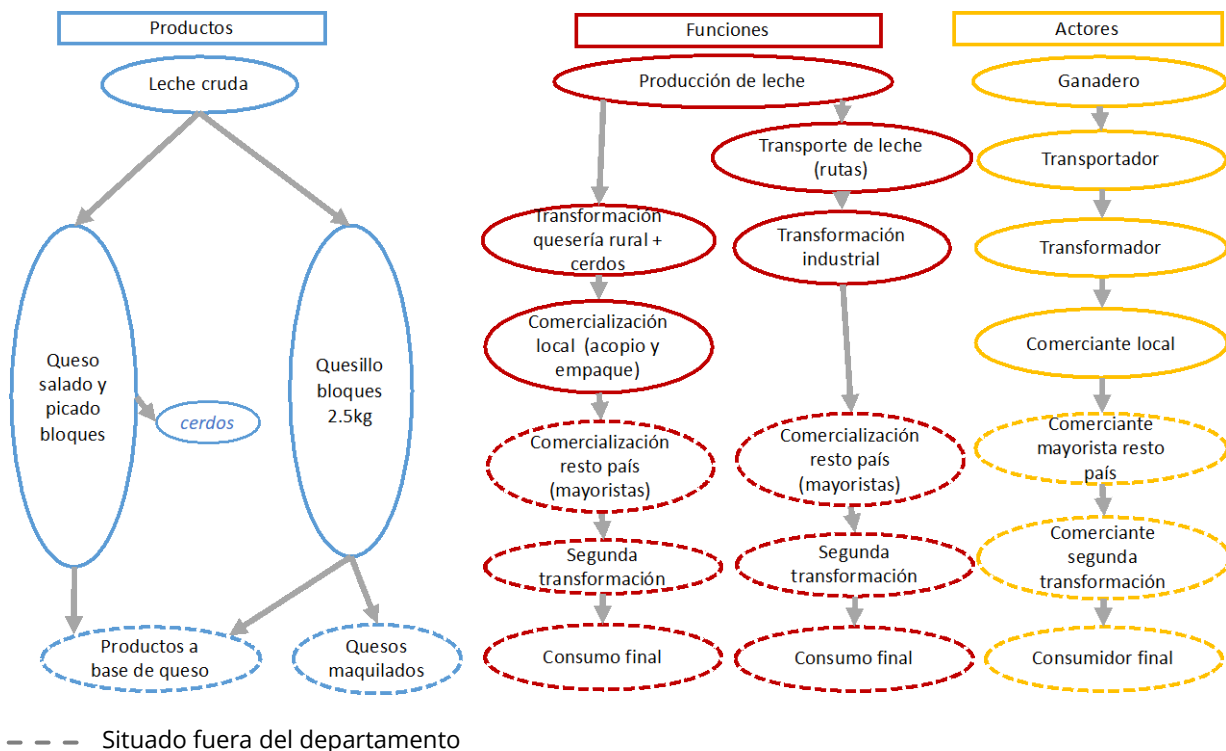 Productos
Leche cruda
Queso
salado y
picado
bloques
cerdos
Quesillo
bloques
2.5kg
Productos a
base de queso
Quesos
maquilados
Funciones
Producción de leche
Transformación
quesería rural +
cerdos
Comercialización
local (acopio y
empaque)
Comercialización
resto país
(mayoristas)
Segunda
transformación
Consumo final
Transporte de leche
(rutas)
Transformación
industrial
Comercialización
resto país
(mayoristas)
Segunda
transformación
Consumo final
Actores
Ganadero
Transportador
Transformador
Comerciante local
Comerciante
mayorista resto
país
Comerciante
segunda
transformación
Consumidor final
Situado fuera del departamento